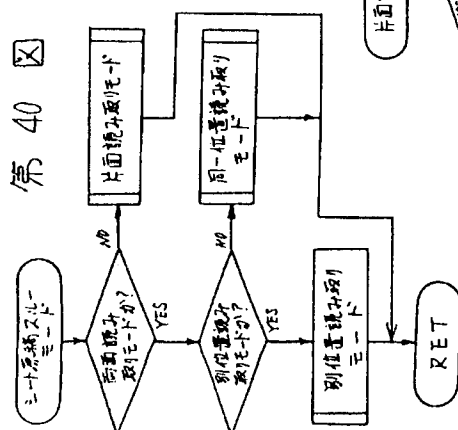 第 40 図
シート原稿スルー
モード
両面読み
取りモードか?
NO
YES
片面読み取りモード
別位置読み
取りモードか?
NO
YES
同一位置読み取り
モード
別位置読み取り
モード
RET
片面